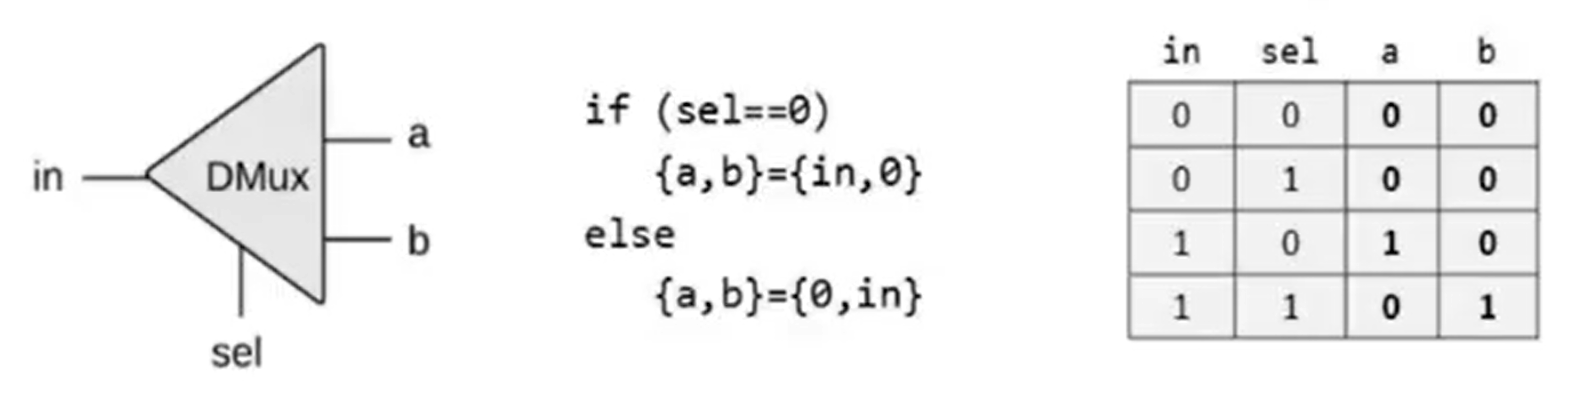 in
DMux
a
b
sel
if (sel==0)
{a,b}={in,0}
else
{a,b}={0,in}
in sel a b
0 0 0 0
0 1 0 0
1 0 1 0
1 1 0 1